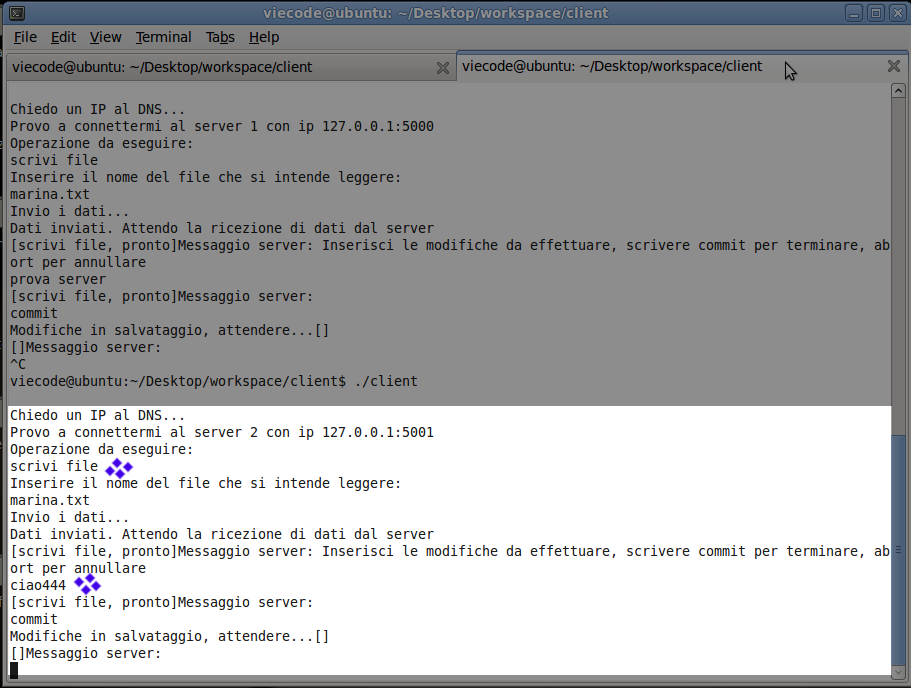 viecode@ubuntu: ~/Desktop/workspace/client
File Edit View Terminal Tabs Help
viecode@ubuntu: ~/Desktop/workspace/client viecode@ubuntu: ~/Desktop/workspace/client
Chiedo un IP al DNS...
Provo a connettermi al server 1 con ip 127.0.0.1:5000
Operazione da eseguire:
scrivi file
Inserire il nome del file che si intende leggere:
marina.txt
Invio i dati...
Dati inviati. Attendo la ricezione di dati dal server
[scrivi file, pronto]Messaggio server: Inserisci le modifiche da effettuare, scrivere commit per terminare, ab
ort per annullare
prova server
[scrivi file, pronto]Messaggio server:
commit
Modifiche in salvataggio, attendere...[]
[]Messaggio server:
^C
viecode@ubuntu:~/Desktop/workspace/client$ ./client
Chiedo un IP al DNS...
Provo a connettermi al server 2 con ip 127.0.0.1:5001
Operazione da eseguire:
scrivi file
Inserire il nome del file che si intende leggere:
marina.txt
Invio i dati...
Dati inviati. Attendo la ricezione di dati dal server
[scrivi file, pronto]Messaggio server: Inserisci le modifiche da effettuare, scrivere commit per terminare, ab
ort per annullare
ciao444
[scrivi file, pronto]Messaggio server:
commit
Modifiche in salvataggio, attendere...[]
[]Messaggio server: